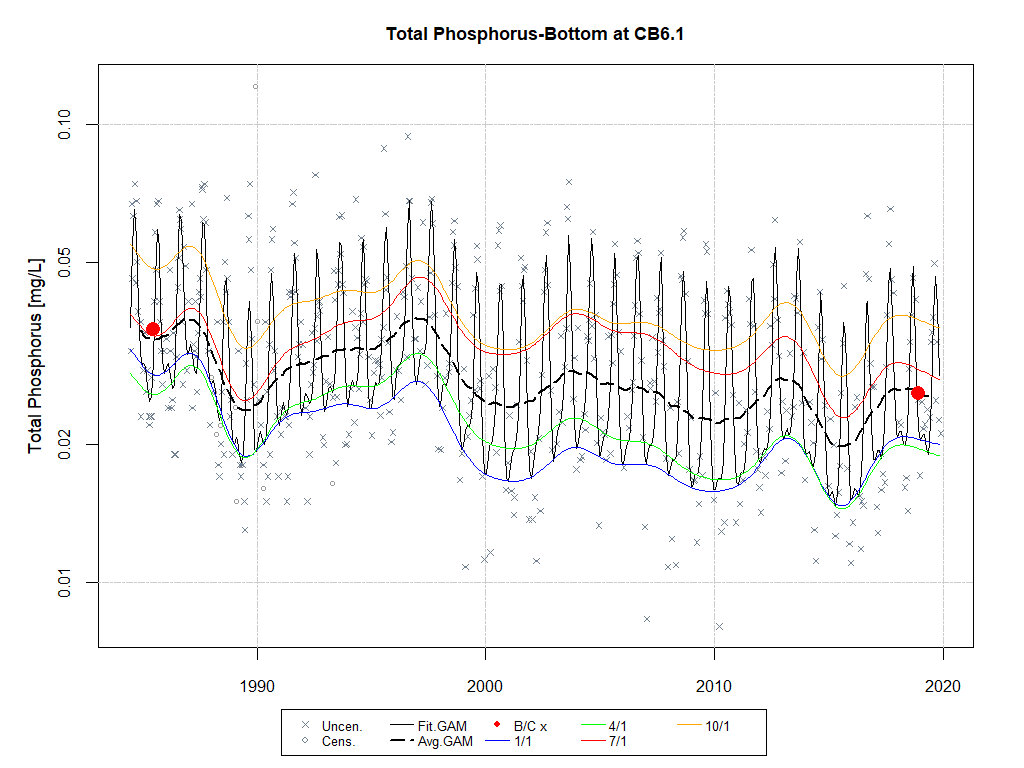 Total Phosphorus-Bottom at CB6.1
Total Phosphorus [mg/L]
0.10
0.05
0.02
0.01
1990 2000 2010 2020
Uncen. Fit.GAM B/C x 4/1 10/1
Cens. Avg.GAM 1/1 7/1